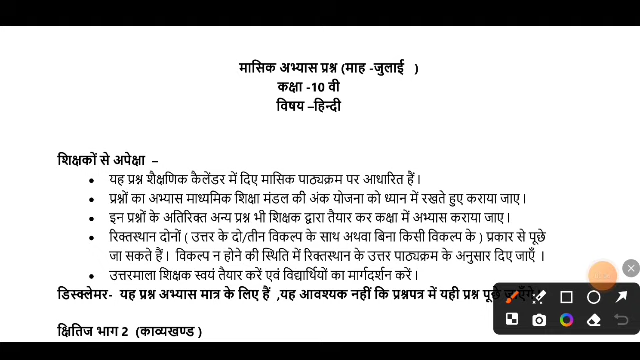 मासिक अभ्यास प्रश्न (माह -जुलाई )
कक्षा -10 वी
विषय –हिन्दी
शिक्षकों से अपेक्षा –
• यह प्रश्न शैक्षणिक कैलेंडर में दिए मासिक पाठ्यक्रम पर आधारित हैं ।
• प्रश्नों का अभ्यास माध्यमिक शिक्षा मंडल की अंक योजना को ध्यान में रखते हुए कराया जाए ।
• इन प्रश्नों के अतिरिक्त अन्य प्रश्न भी शिक्षक द्वारा तैयार कर कक्षा में अभ्यास कराया जाए ।
• रिक्तस्थान दोनों ( उत्तर के दो/तीन विकल्प के साथ अथवा बिना किसी विकल्प के ) प्रकार से पूछे
जा सकते हैं । विकल्प न होने की स्थिति में रिक्तस्थान के उत्तर पाठ्यक्रम के अनुसार दिए जाएँ ।
• उत्तरमाला शिक्षक स्वयं तैयार करें एवं विद्यार्थियों का मार्गदर्शन करें ।
डिस्क्लेमर- यह प्रश्न अभ्यास मात्र के लिए हैं ,यह आवश्यक नहीं कि प्रश्नपत्र में यही प्रश्न पूछे
क्षितिज भाग 2 (काव्यखण्ड )